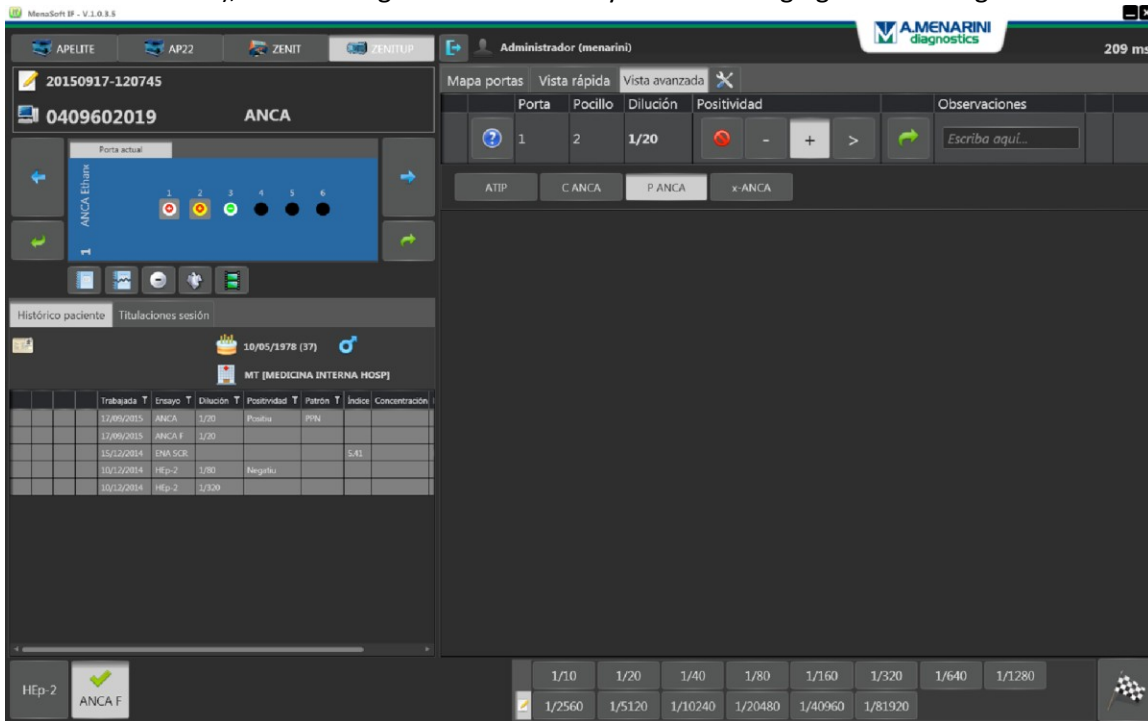 MenaSoft IF - V.1.0.3.5
APELITE AP22 ZENIT ZENITUP
Administrador (menarini)
A.MENARINI
diagnostics
209 ms
20150917-120745
0409602019 ANCA
Mapa portas Vista rápida Vista avanzada
Porta Pocillo Dilución Positividad Observaciones
1 2 1/20 - + > Escriba aquí...
ATIP C ANCA P ANCA x-ANCA
Porta actual
1 ANCA Ethan
1 2 3 4 5 6
Histórico paciente Titulaciones sesión
10/05/1978 (37)
MT [MEDICINA INTERNA HOSP]
Trabajada Ensayo Dilución Positividad Patrón Índice Concentración
17/09/2015 ANCA 1/20 Positiu PPN
17/09/2015 ANCA F 1/20
15/12/2014 ENA SCR 5.41
10/12/2014 HEp-2 1/80 Negatiu
10/12/2014 HEp-2 1/320
HEp-2 ANCA F
1/10 1/20 1/40 1/80 1/160 1/320 1/640 1/1280
1/2560 1/5120 1/10240 1/20480 1/40960 1/81920